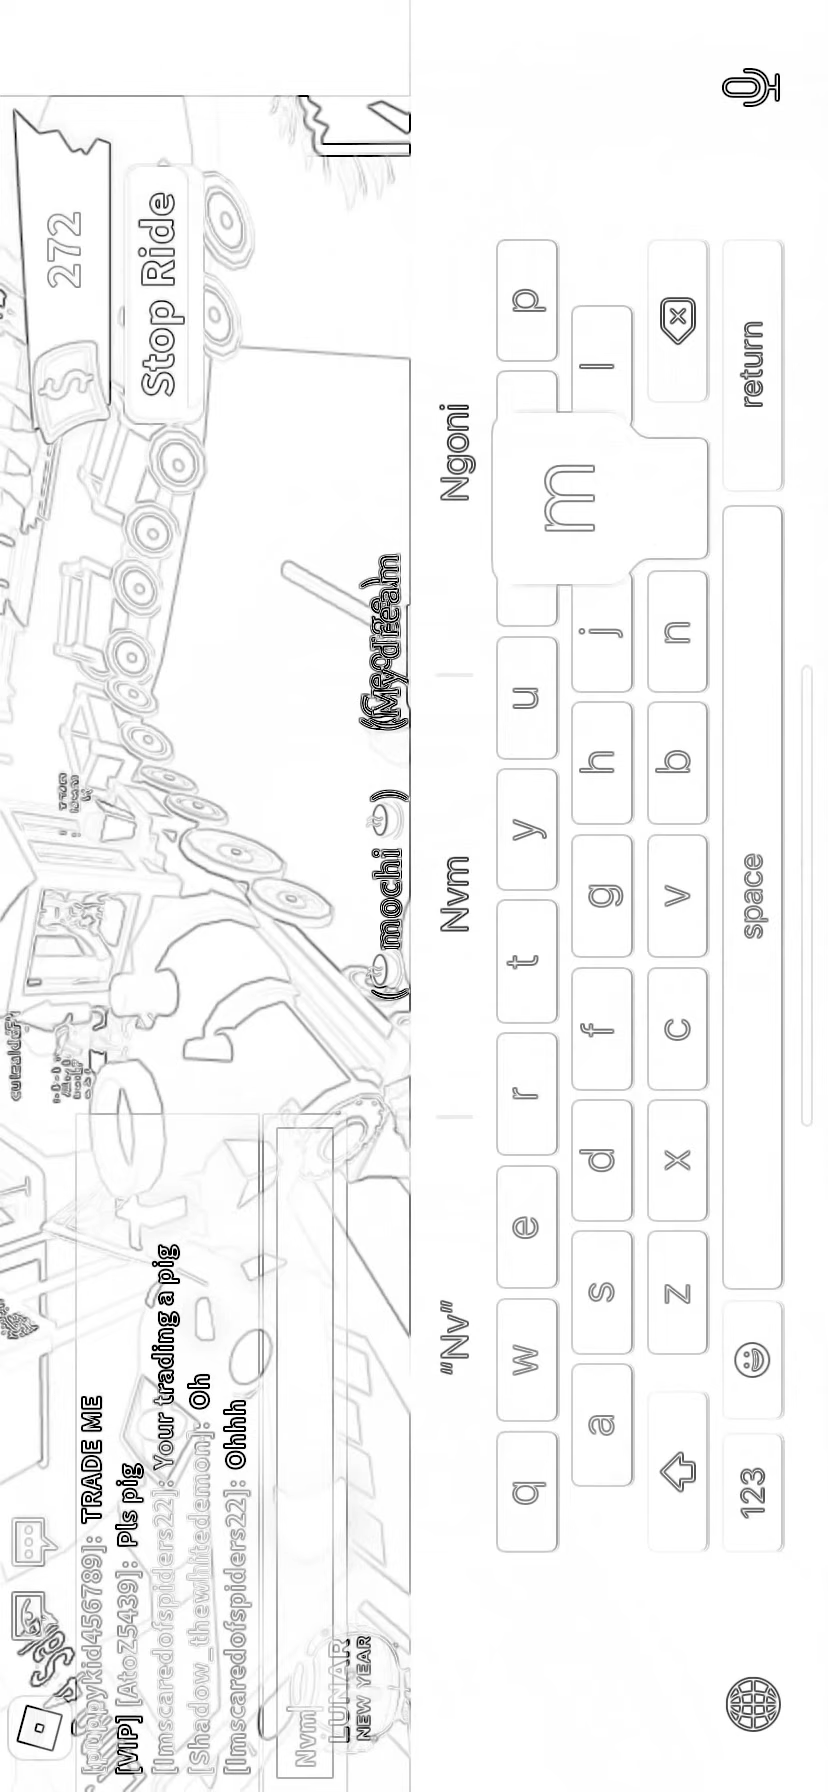 272
Stop Ride
[puppykid456789]: TRADE ME
[VIP] [AtoZ5439]: Pls pig
[Imscaredofspiders22]: Your trading a pig
[Shadow_thewhitedemon]: Oh
[Imscaredofspiders22]: Ohhh
Nvm
LUNAR
NEW YEAR
( mochi )
“Nv” Nvm Ngoni
q w e r t y u p
a s d f g h j l
z x c v b n m
123 space return